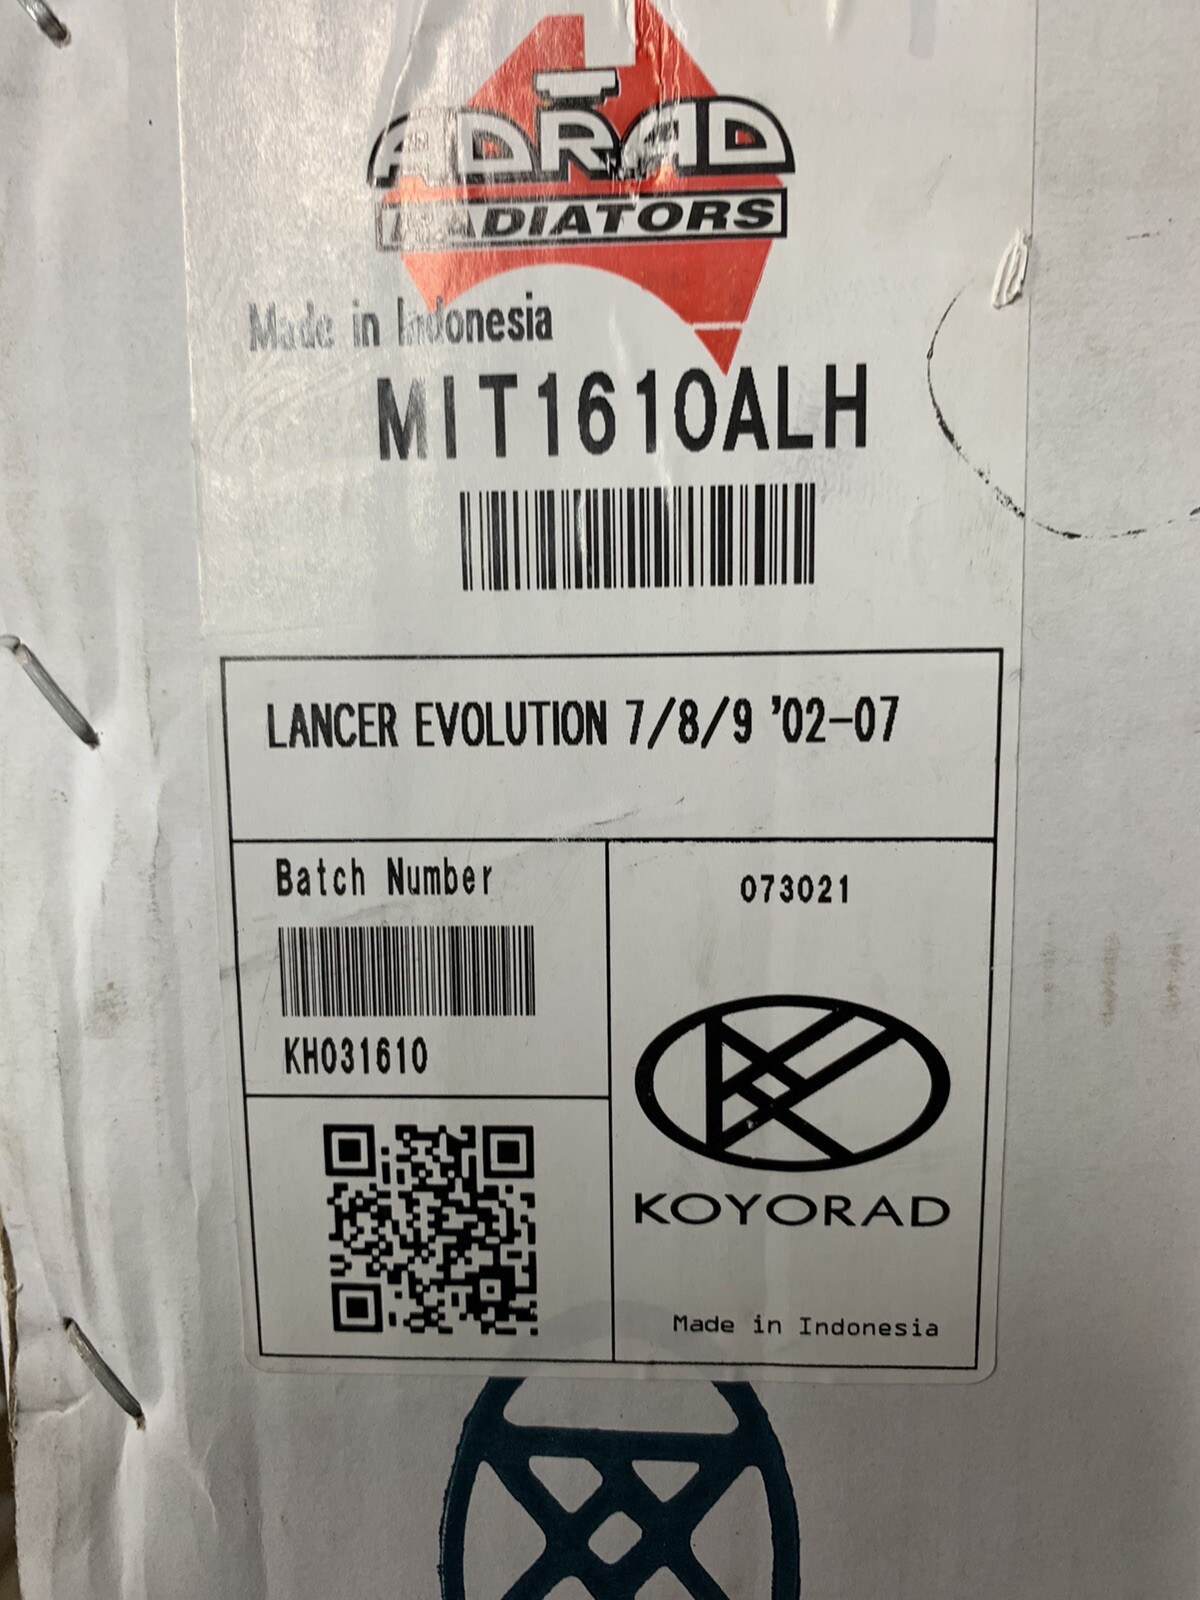 ADRAD
RADIATORS
Made in Indonesia
MIT1610ALH
LANCER EVOLUTION 7/8/9 '02-07
Batch Number
KH031610
073021
KOYORAD
Made in Indonesia